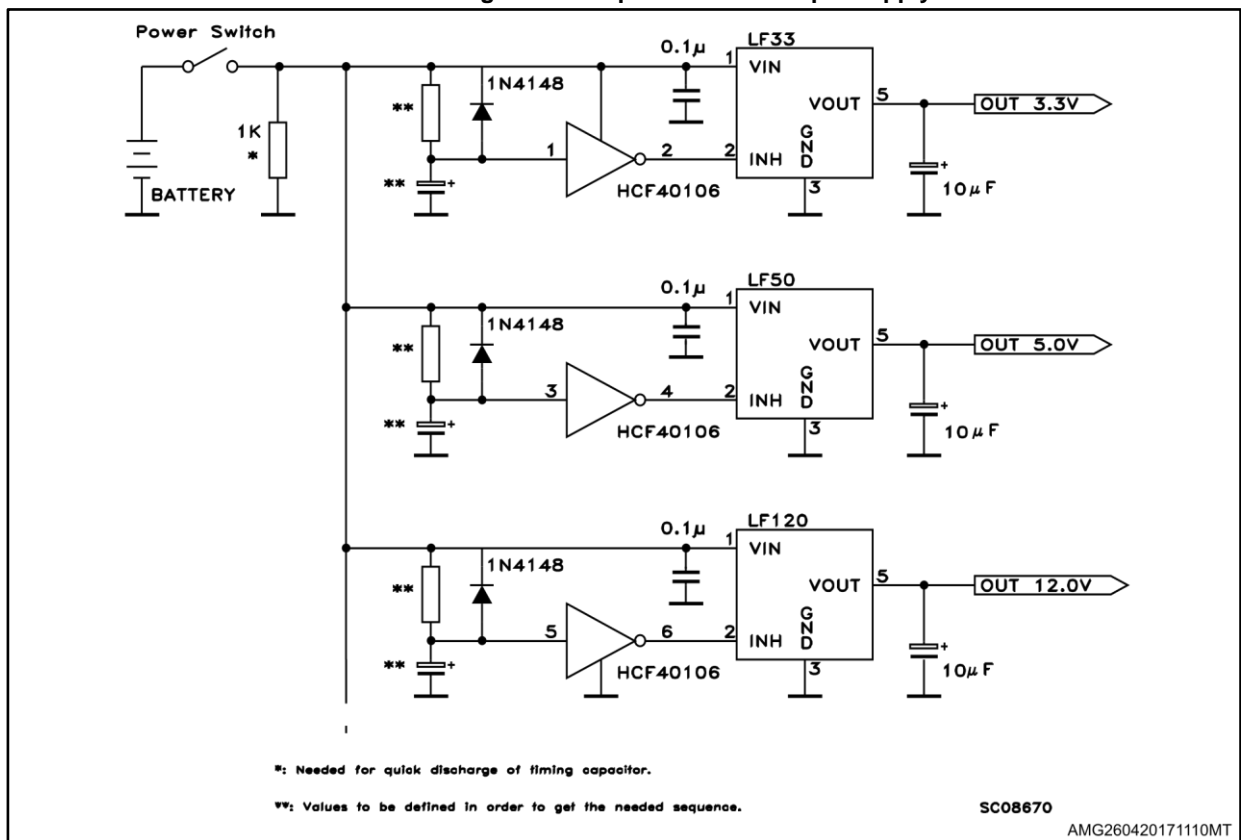 Power Switch
1K
*
BATTERY
**
**
1N4148
1
2
HCF40106
0.1μ
LF33
1
VIN
VOUT
5
2
INH
GND
3
OUT 3.3V
+
10μF
**
**
1N4148
3
4
HCF40106
0.1μ
LF50
1
VIN
VOUT
5
2
INH
GND
3
OUT 5.0V
+
10μF
**
**
1N4148
5
6
HCF40106
0.1μ
LF120
1
VIN
VOUT
5
2
INH
GND
3
OUT 12.0V
+
10μF
*: Needed for quick discharge of timing capacitor.
**: Values to be defined in order to get the needed sequence.
SC08670
AMG260420171110MT